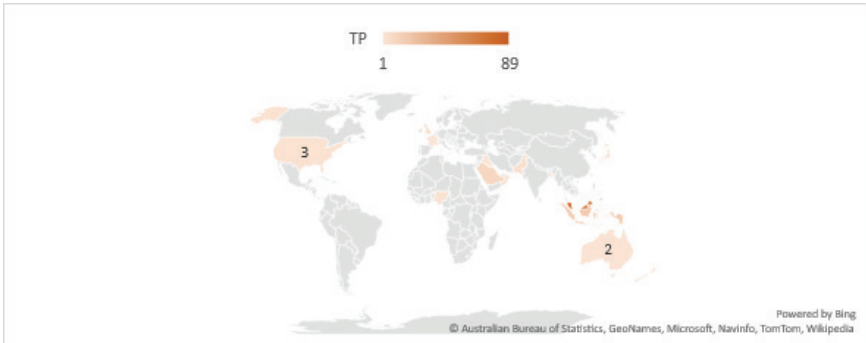 TP
1 89
3
2
Powered by Bing
© Australian Bureau of Statistics, GeoNames, Microsoft, Navinfo, TomTom, Wikipedia